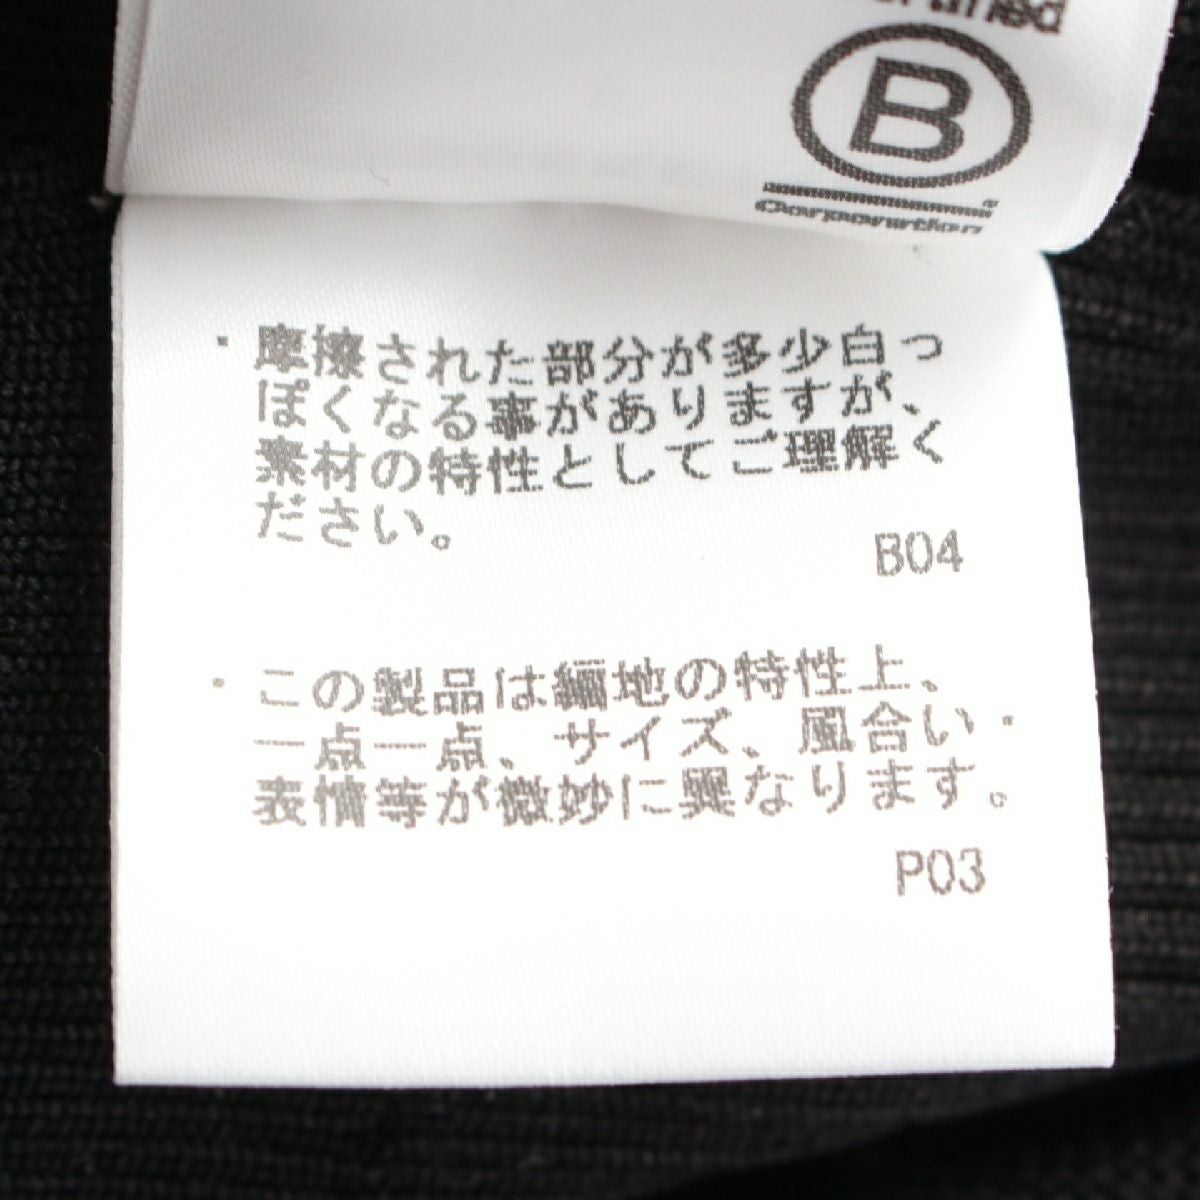 B
Corporation
・摩擦された部分が多少白っ
ぽくなる事がありますが、
素材の特性としてご理解く
ださい。
B04
・この製品は編地の特性上、
一点一点、サイズ、風合い・
表情等が微妙に異なります。
P03